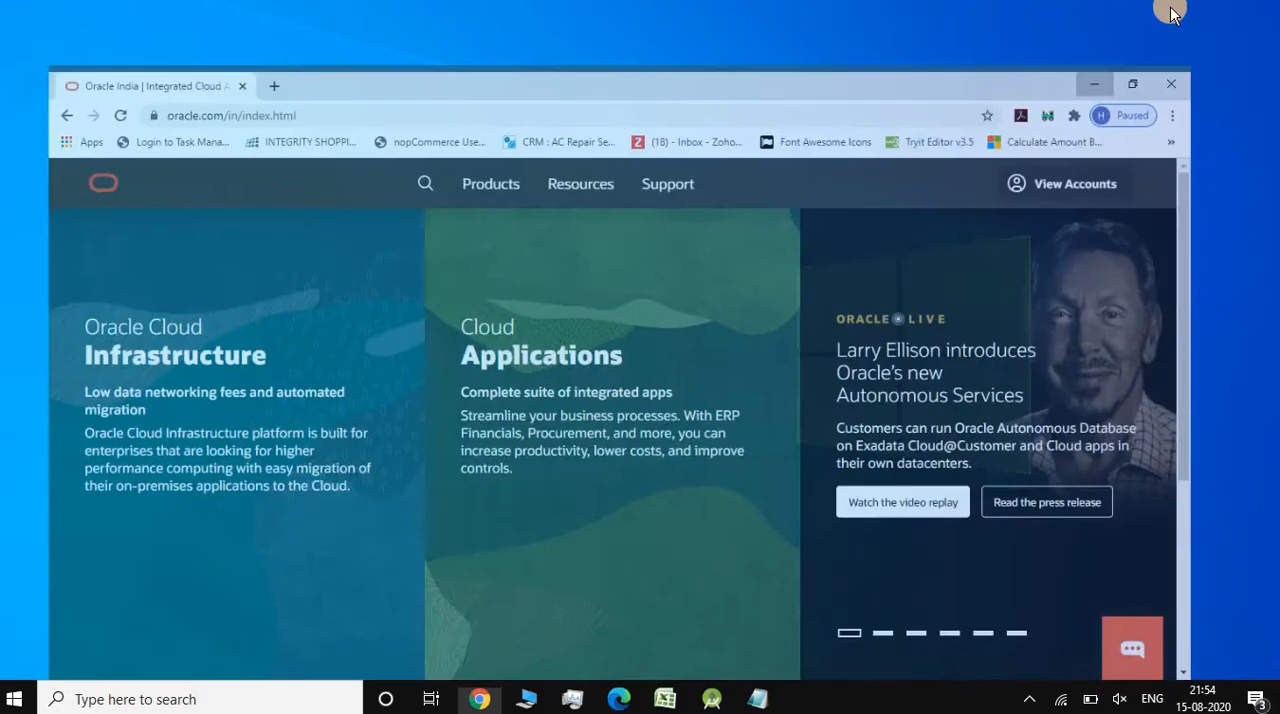 Oracle India | Integrated Cloud A
oracle.com/in/index.html
H Paused
Apps Login to Task Mana... INTEGRITY SHOPPI... nopCommerce Use... CRM : AC Repair Se... (18) - Inbox - Zoho... Font Awesome Icons Tryit Editor v3.5 Calculate Amount B... »
Products Resources Support View Accounts
Oracle Cloud
Infrastructure
Low data networking fees and automated
migration
Oracle Cloud Infrastructure platform is built for
enterprises that are looking for higher
performance computing with easy migration of
their on-premises applications to the Cloud.
Cloud
Applications
Complete suite of integrated apps
Streamline your business processes. With ERP
Financials, Procurement, and more, you can
increase productivity, lower costs, and improve
controls.
ORACLE LIVE
Larry Ellison introduces
Oracle's new
Autonomous Services
Customers can run Oracle Autonomous Database
on Exadata Cloud@Customer and Cloud apps in
their own datacenters.
Watch the video replay Read the press release
Type here to search
ENG
21:54
15-08-2020
3